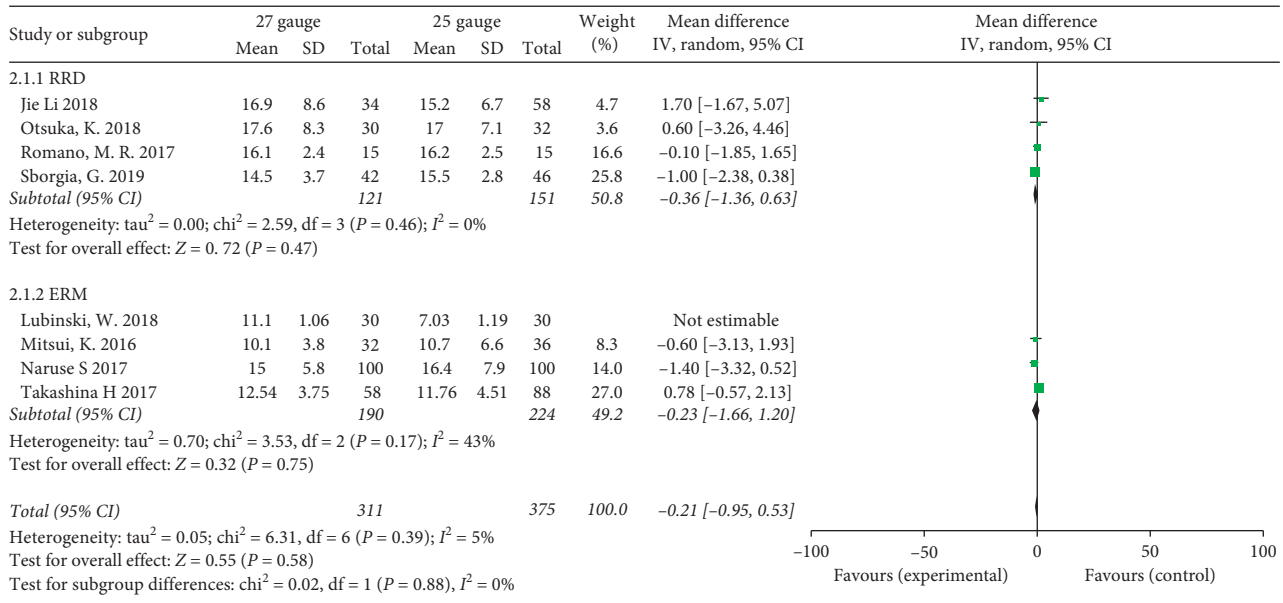 Study or subgroup 27 gauge 25 gauge Weight (%) Mean difference IV, random, 95% CI Mean difference IV, random, 95% CI
Mean SD Total Mean SD Total
2.1.1 RRD
Jie Li 2018 16.9 8.6 34 15.2 6.7 58 4.7 1.70 [–1.67, 5.07]
Otsuka, K. 2018 17.6 8.3 30 17 7.1 32 3.6 0.60 [–3.26, 4.46]
Romano, M. R. 2017 16.1 2.4 15 16.2 2.5 15 16.6 –0.10 [–1.85, 1.65]
Sborgia, G. 2019 14.5 3.7 42 15.5 2.8 46 25.8 –1.00 [–2.38, 0.38]
Subtotal (95% CI) 121 151 50.8 –0.36 [–1.36, 0.63]
Heterogeneity: tau² = 0.00; chi² = 2.59, df = 3 (P = 0.46); I² = 0%
Test for overall effect: Z = 0. 72 (P = 0.47)
2.1.2 ERM
Lubinski, W. 2018 11.1 1.06 30 7.03 1.19 30 Not estimable
Mitsui, K. 2016 10.1 3.8 32 10.7 6.6 36 8.3 –0.60 [–3.13, 1.93]
Naruse S 2017 15 5.8 100 16.4 7.9 100 14.0 –1.40 [–3.32, 0.52]
Takashina H 2017 12.54 3.75 58 11.76 4.51 88 27.0 0.78 [–0.57, 2.13]
Subtotal (95% CI) 190 224 49.2 –0.23 [–1.66, 1.20]
Heterogeneity: tau² = 0.70; chi² = 3.53, df = 2 (P = 0.17); I² = 43%
Test for overall effect: Z = 0.32 (P = 0.75)
Total (95% CI) 311 375 100.0 –0.21 [–0.95, 0.53]
Heterogeneity: tau² = 0.05; chi² = 6.31, df = 6 (P = 0.39); I² = 5%
Test for overall effect: Z = 0.55 (P = 0.58)
Test for subgroup differences: chi² = 0.02, df = 1 (P = 0.88), I² = 0%
–100 –50 0 50 100
Favours (experimental) Favours (control)